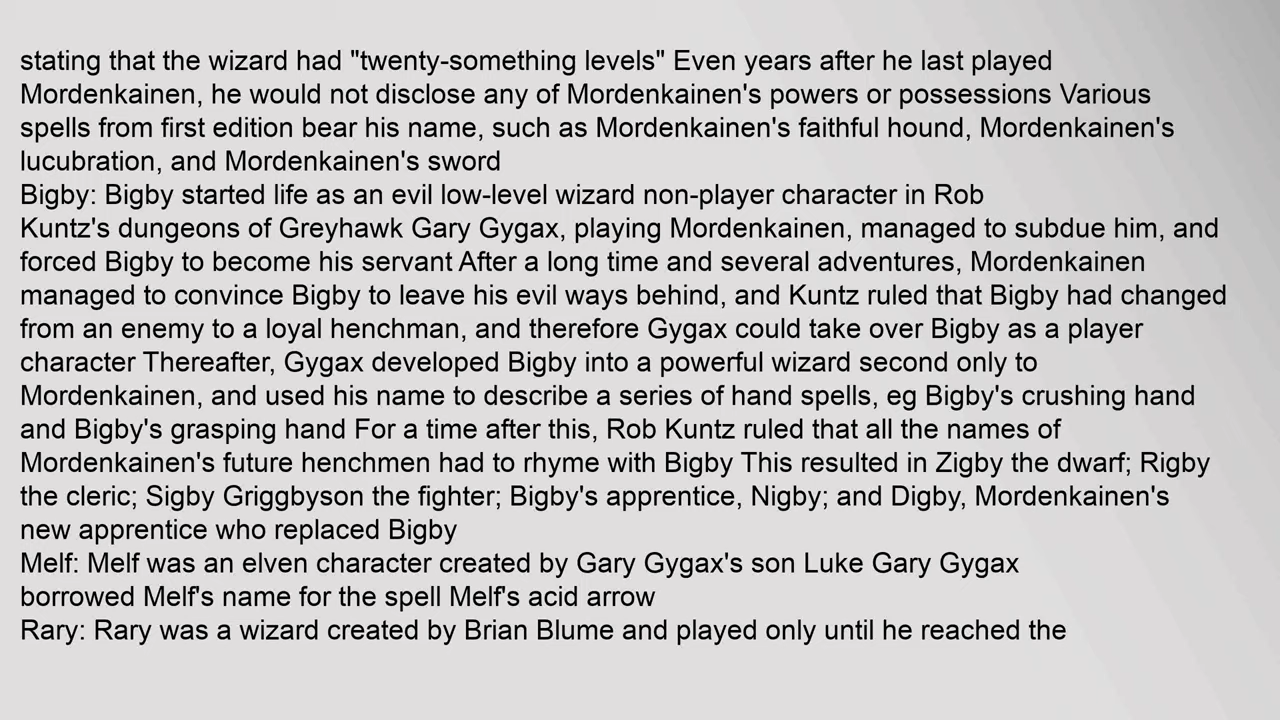 stating that the wizard had "twenty-something levels" Even years after he last played
Mordenkainen, he would not disclose any of Mordenkainen's powers or possessions Various
spells from first edition bear his name, such as Mordenkainen's faithful hound, Mordenkainen's
lucubration, and Mordenkainen's sword
Bigby: Bigby started life as an evil low-level wizard non-player character in Rob
Kuntz's dungeons of Greyhawk Gary Gygax, playing Mordenkainen, managed to subdue him, and
forced Bigby to become his servant After a long time and several adventures, Mordenkainen
managed to convince Bigby to leave his evil ways behind, and Kuntz ruled that Bigby had changed
from an enemy to a loyal henchman, and therefore Gygax could take over Bigby as a player
character Thereafter, Gygax developed Bigby into a powerful wizard second only to
Mordenkainen, and used his name to describe a series of hand spells, eg Bigby's crushing hand
and Bigby's grasping hand For a time after this, Rob Kuntz ruled that all the names of
Mordenkainen's future henchmen had to rhyme with Bigby This resulted in Zigby the dwarf; Rigby
the cleric; Sigby Griggbyson the fighter; Bigby's apprentice, Nigby; and Digby, Mordenkainen's
new apprentice who replaced Bigby
Melf: Melf was an elven character created by Gary Gygax's son Luke Gary Gygax
borrowed Melf's name for the spell Melf's acid arrow
Rary: Rary was a wizard created by Brian Blume and played only until he reached the